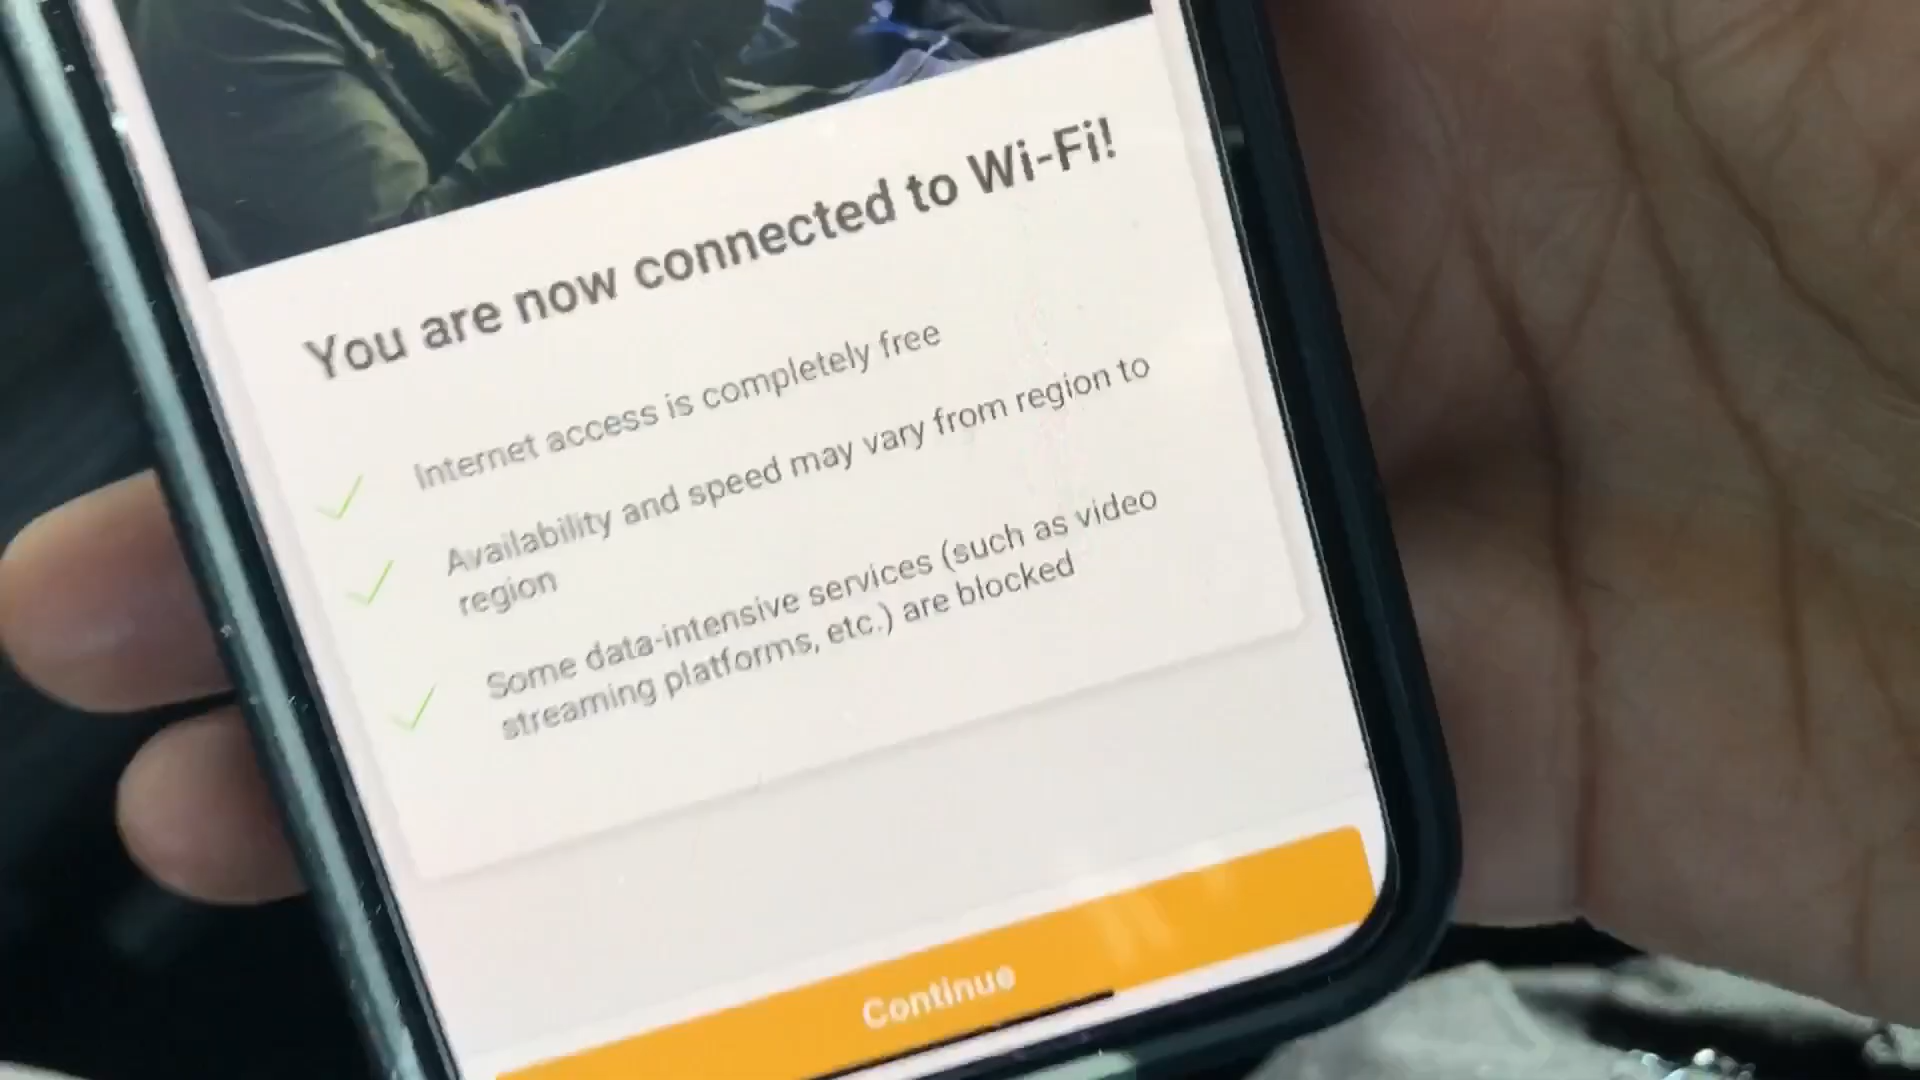 You are now connected to Wi-Fi!
Internet access is completely free
Availability and speed may vary from region to
region
Some data-intensive services (such as video
streaming platforms, etc.) are blocked
Continue